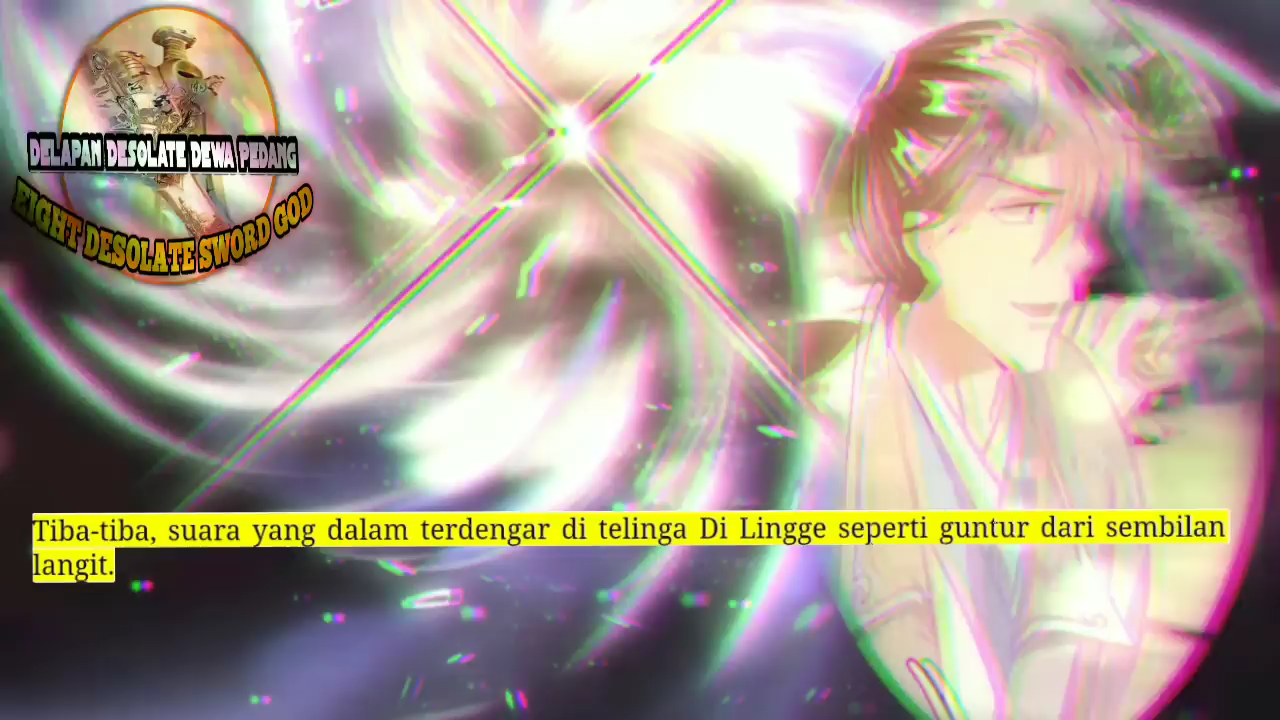 DELAPAN DESOLATE DEWA PEDANG
EIGHT DESOLATE SWORD GOD
Tiba-tiba, suara yang dalam terdengar di telinga Di Lingge seperti guntur dari sembilan
langit.